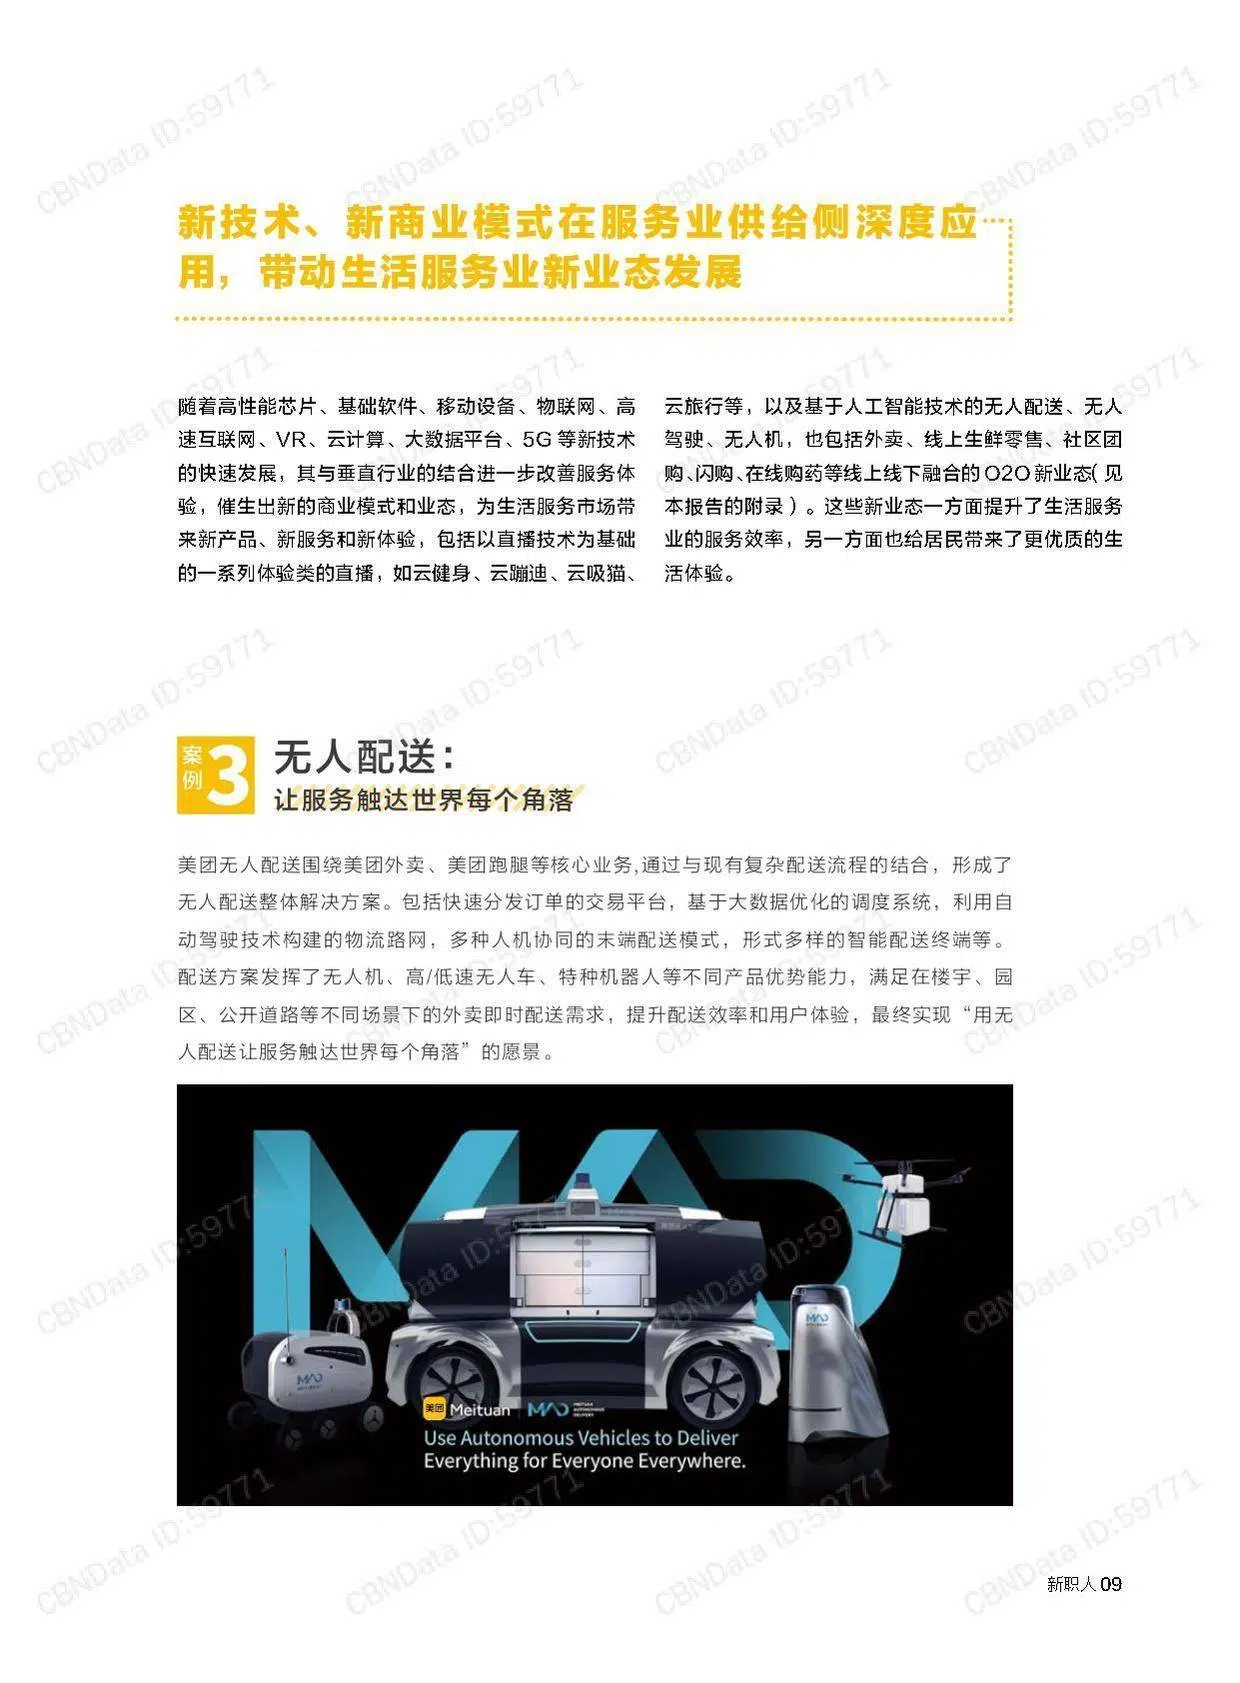 新技术、新商业模式在服务业供给侧深度应
用，带动生活服务业新业态发展
随着高性能芯片、基础软件、移动设备、物联网、高
速互联网、VR、云计算、大数据平台、5G 等新技术
的快速发展，其与垂直行业的结合进一步改善服务体
验，催生出新的商业模式和业态，为生活服务市场带
来新产品、新服务和新体验，包括以直播技术为基础
的一系列体验类的直播，如云健身、云蹦迪、云吸猫、
云旅行等，以及基于人工智能技术的无人配送、无人
驾驶、无人机，也包括外卖、线上生鲜零售、社区团
购、闪购、在线购药等线上线下融合的 O2O 新业态( 见
本报告的附录 ) 。这些新业态一方面提升了生活服务
业的服务效率，另一方面也给居民带来了更优质的生
活体验。
案例 3
无人配送：
让服务触达世界每个角落
美团无人配送围绕美团外卖、美团跑腿等核心业务,通过与现有复杂配送流程的结合，形成了
无人配送整体解决方案。包括快速分发订单的交易平台，基于大数据优化的调度系统，利用自
动驾驶技术构建的物流路网，多种人机协同的末端配送模式，形式多样的智能配送终端等。
配送方案发挥了无人机、高/低速无人车、特种机器人等不同产品优势能力，满足在楼宇、园
区、公开道路等不同场景下的外卖即时配送需求，提升配送效率和用户体验，最终实现“用无
人配送让服务触达世界每个角落”的愿景。
MAD
MAD
MAD
美团 Meituan | MAD MEITUAN AUTONOMOUS DELIVERY
Use Autonomous Vehicles to Deliver
Everything for Everyone Everywhere.
新职人 09
CBNData ID:59771